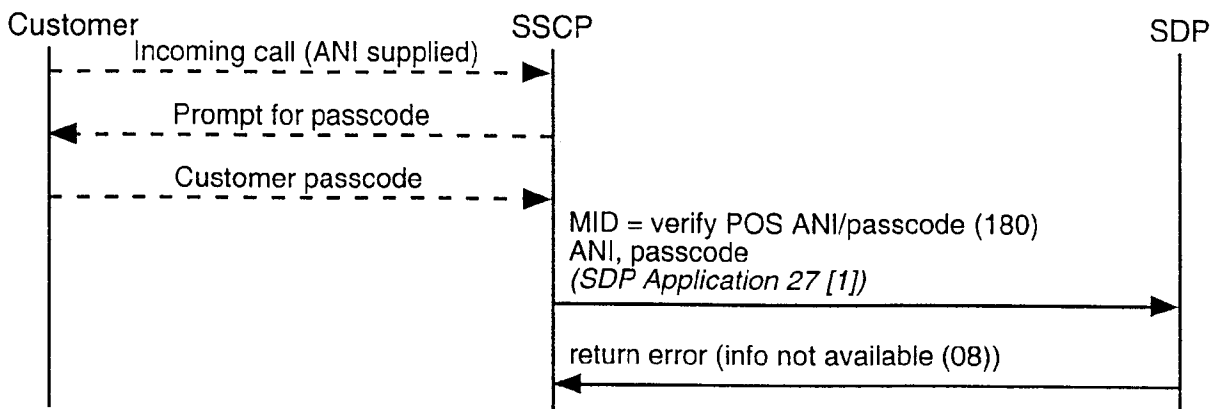 Customer
SSCP
SDP
Incoming call (ANI supplied)
Prompt for passcode
Customer passcode
MID = verify POS ANI/passcode (180)
ANI, passcode
(SDP Application 27 [1])
return error (info not available (08))